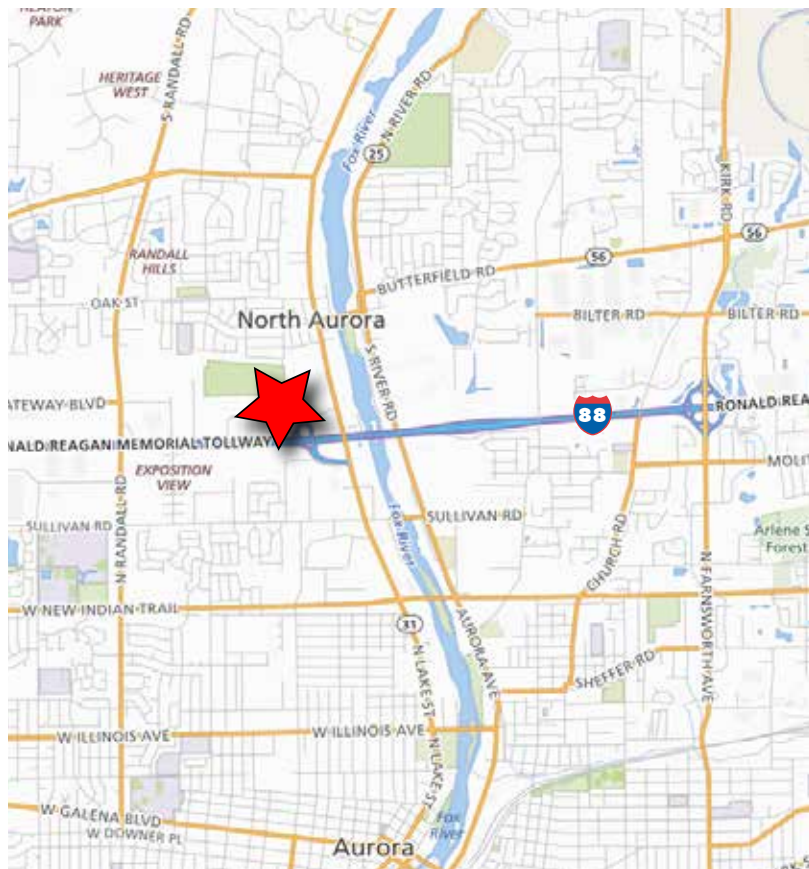 PARK
S RANDALL RD
HERITAGE
WEST
N RIVER RD
Fox River
25
KIRK RD
56
56
RANDALL
HILLS
BUTTERFIELD RD
OAK ST
North Aurora
BILTER RD
BILTER RD
S RIVER RD
ATEWAY BLVD
88
RONALD REA
NALD REAGAN MEMORIAL TOLLWAY
EXPOSITION
VIEW
MOLI
N RANDALL RD
SULLIVAN RD
SULLIVAN RD
Fox River
CHURCH RD
Arlene S
Forest
N FARNSWORTH AVE
W NEW INDIAN TRAIL
31
AURORA AVE
N LAKE ST
SHEFFER RD
W ILLINOIS AVE
W ILLINOIS AVE
N LAKE ST
W GALENA BLVD
W DOWNER PL
Fox
River
Aurora